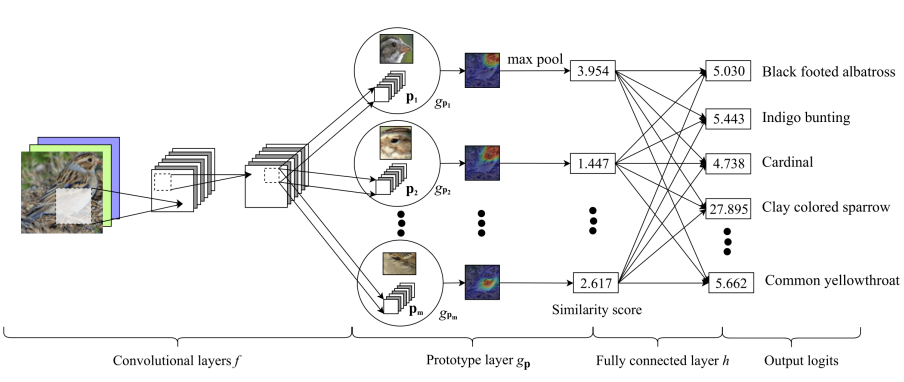 max pool
3.954
5.030
Black footed albatross
p1
gp1
5.443
Indigo bunting
1.447
4.738
Cardinal
p2
gp2
27.895
Clay colored sparrow
2.617
5.662
Common yellowthroat
pm
gpm
Similarity score
Convolutional layers f
Prototype layer gp
Fully connected layer h
Output logits